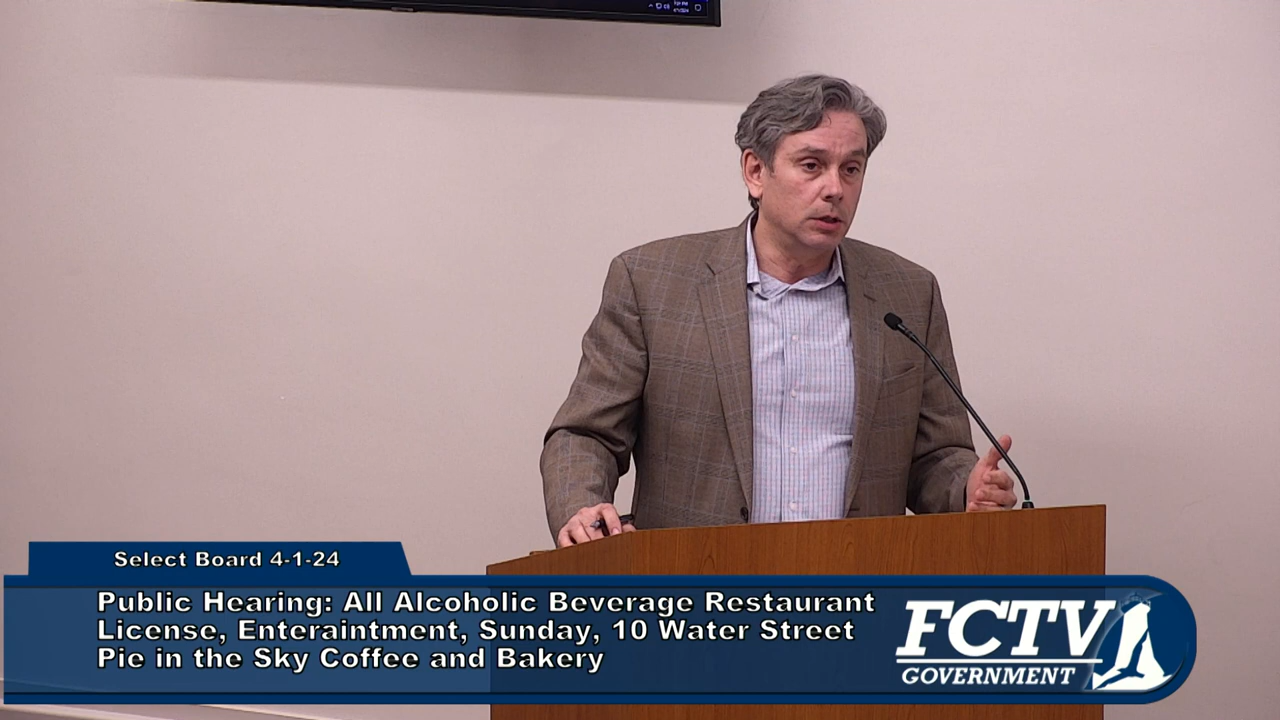 Select Board 4-1-24
Public Hearing: All Alcoholic Beverage Restaurant
License, Enteraintment, Sunday, 10 Water Street
Pie in the Sky Coffee and Bakery
FCTV
GOVERNMENT